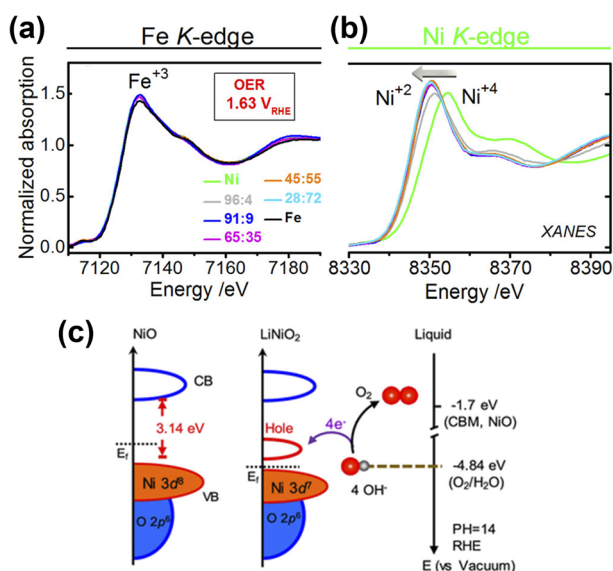 (a)
Fe K-edge
Normalized absorption
1.5
1.0
0.5
0.0
Fe+3
OER
1.63 VRHE
Ni
96:4
91:9
65:35
45:55
28:72
Fe
7120
7140
7160
7180
Energy /eV
(b)
Ni K-edge
Ni+2
Ni+4
XANES
8330
8350
8370
8390
Energy /eV
(c)
NiO
CB
3.14 eV
Ef
Ni 3d8
VB
O 2p6
LiNiO2
Hole
Ef
Ni 3d7
O 2p6
4e-
O2
4 OH-
Liquid
-1.7 eV
(CBM, NiO)
-4.84 eV
(O2/H2O)
PH=14
RHE
E (vs Vacuum)